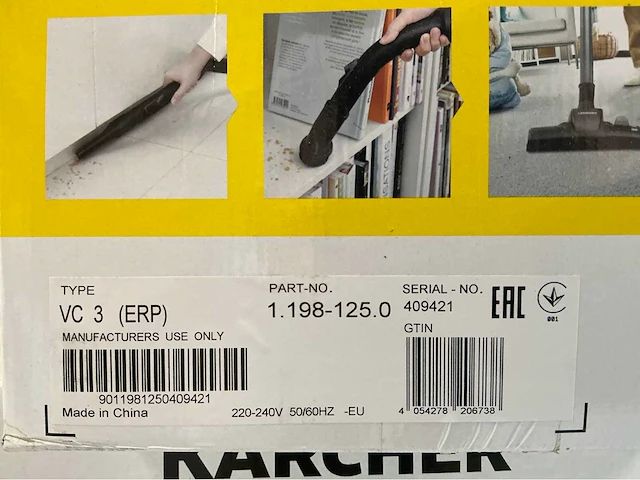 TYPE
VC 3 (ERP)
MANUFACTURERS USE ONLY
9011981250409421
Made in China
PART-NO.
1.198-125.0
220-240V 50/60HZ -EU
SERIAL - NO.
409421
GTIN
4 054278 206738
EAC
001
KARCHER